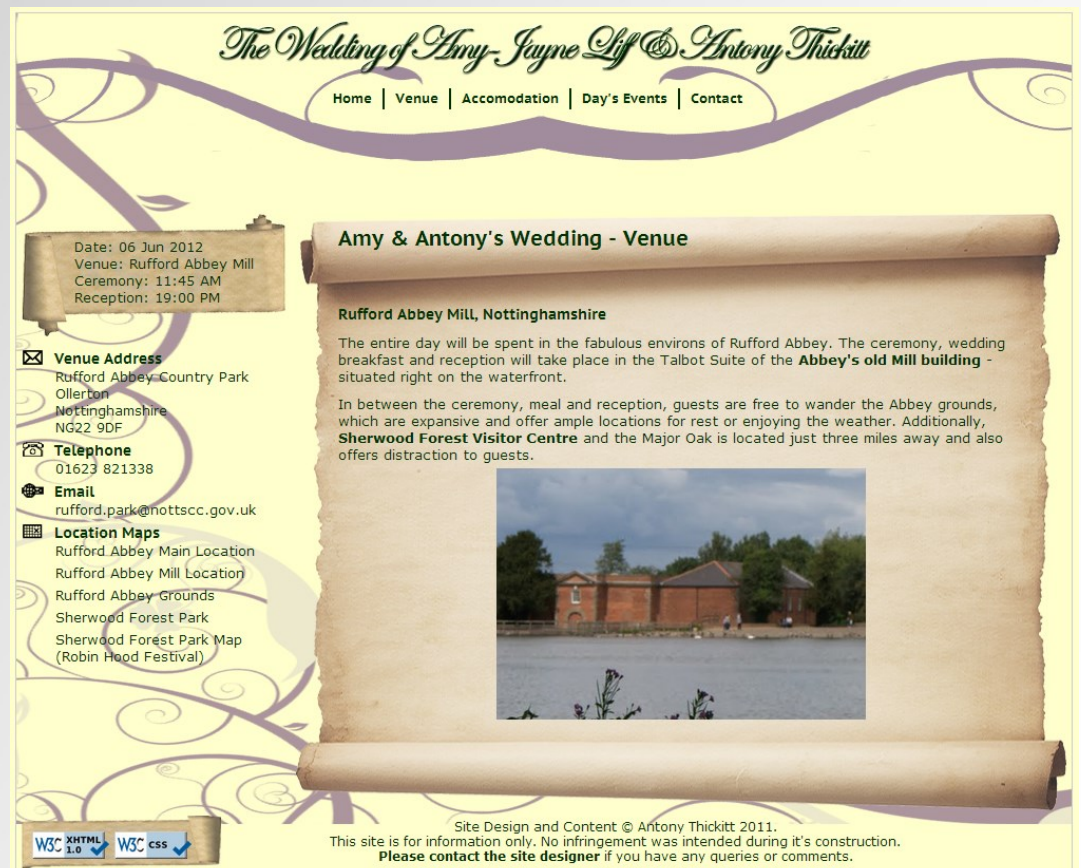 The Wedding of Amy-Jayne Liff & Antony Thickitt
Home | Venue | Accomodation | Day's Events | Contact
Date: 06 Jun 2012
Venue: Rufford Abbey Mill
Ceremony: 11:45 AM
Reception: 19:00 PM
Venue Address
Rufford Abbey Country Park
Ollerton
Nottinghamshire
NG22 9DF
Telephone
01623 821338
Email
rufford.park@nottscc.gov.uk
Location Maps
Rufford Abbey Main Location
Rufford Abbey Mill Location
Rufford Abbey Grounds
Sherwood Forest Park
Sherwood Forest Park Map
(Robin Hood Festival)
Amy & Antony's Wedding - Venue
Rufford Abbey Mill, Nottinghamshire
The entire day will be spent in the fabulous environs of Rufford Abbey. The ceremony, wedding
breakfast and reception will take place in the Talbot Suite of the Abbey's old Mill building -
situated right on the waterfront.
In between the ceremony, meal and reception, guests are free to wander the Abbey grounds,
which are expansive and offer ample locations for rest or enjoying the weather. Additionally,
Sherwood Forest Visitor Centre and the Major Oak is located just three miles away and also
offers distraction to guests.
W3C XHTML 1.0
W3C css
Site Design and Content © Antony Thickitt 2011.
This site is for information only. No infringement was intended during it's construction.
Please contact the site designer if you have any queries or comments.